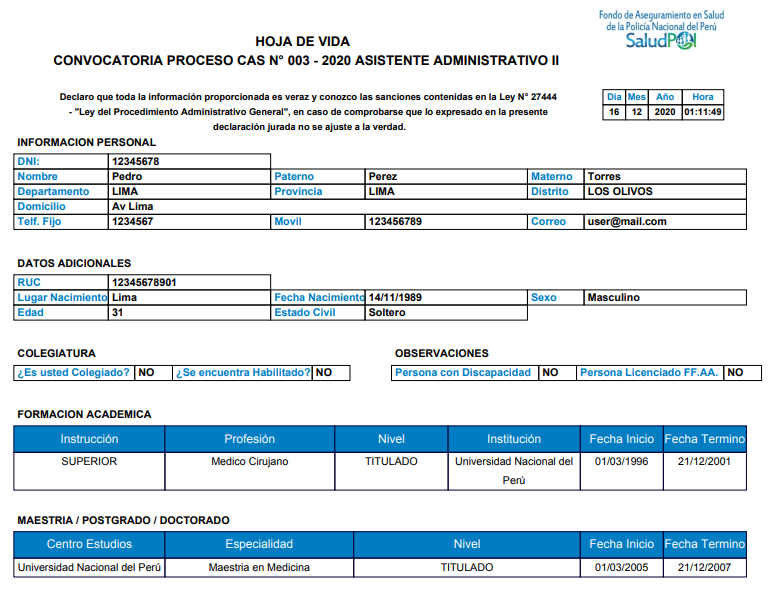 Fondo de Aseguramiento en Salud
de la Policía Nacional del Perú
SaludPol
HOJA DE VIDA
CONVOCATORIA PROCESO CAS N° 003 - 2020 ASISTENTE ADMINISTRATIVO II
Declaro que toda la información proporcionada es veraz y conozco las sanciones contenidas en la Ley N° 27444
- "Ley del Procedimiento Administrativo General", en caso de comprobarse que lo expresado en la presente
declaración jurada no se ajuste a la verdad.
Dia Mes Año Hora
16 12 2020 01:11:49
INFORMACION PERSONAL
DNI: 12345678
Nombre Pedro Paterno Perez Materno Torres
Departamento LIMA Provincia LIMA Distrito LOS OLIVOS
Domicilio Av Lima
Telf. Fijo 1234567 Movil 123456789 Correo user@mail.com
DATOS ADICIONALES
RUC 12345678901
Lugar Nacimiento Lima Fecha Nacimiento 14/11/1989 Sexo Masculino
Edad 31 Estado Civil Soltero
COLEGIATURA OBSERVACIONES
¿Es usted Colegiado? NO ¿Se encuentra Habilitado? NO Persona con Discapacidad NO Persona Licenciado FF.AA. NO
FORMACION ACADEMICA
Instrucción Profesión Nivel Institución Fecha Inicio Fecha Termino
SUPERIOR Medico Cirujano TITULADO Universidad Nacional del 01/03/1996 21/12/2001
Perú
MAESTRIA / POSTGRADO / DOCTORADO
Centro Estudios Especialidad Nivel Fecha Inicio Fecha Termino
Universidad Nacional del Perú Maestria en Medicina TITULADO 01/03/2005 21/12/2007